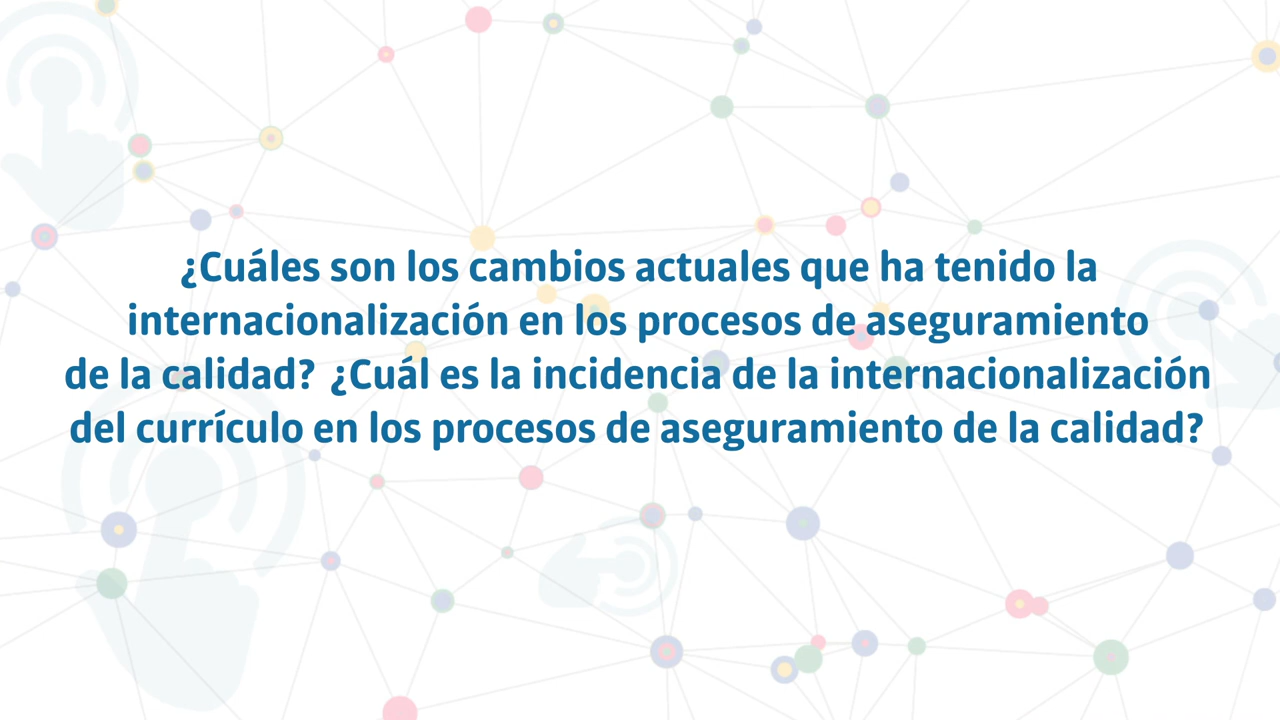 ¿Cuáles son los cambios actuales que ha tenido la
internacionalización en los procesos de aseguramiento
de la calidad? ¿Cuál es la incidencia de la internacionalización
del currículo en los procesos de aseguramiento de la calidad?